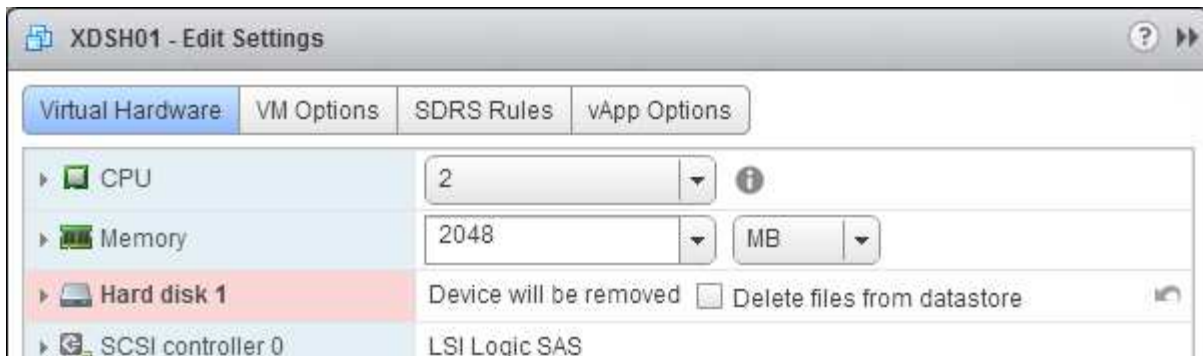 XDSH01 - Edit Settings ?
Virtual Hardware VM Options SDRS Rules vApp Options
CPU 2
Memory 2048 MB
Hard disk 1 Device will be removed Delete files from datastore
SCSI controller 0 LSI Logic SAS